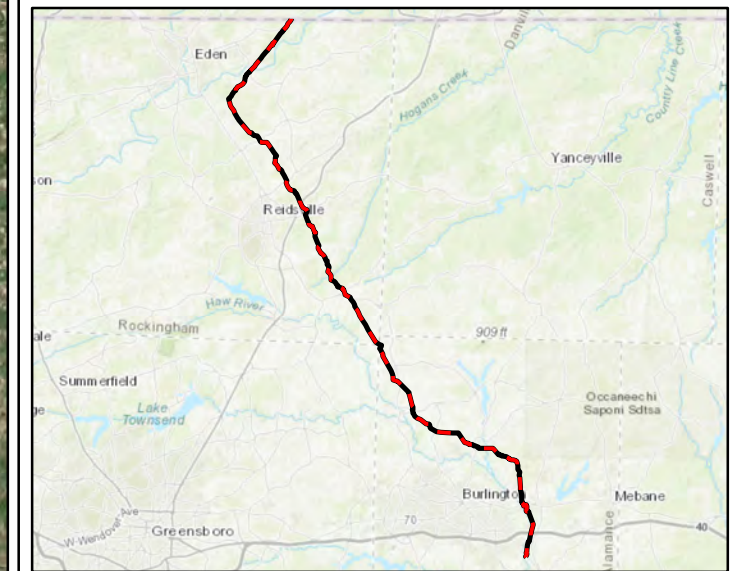 Eden
Danvil
Hogans Creek
Country Line Creek
Yanceyville
Caswell
son
Reidsville
Haw River
Rockingham
909 ft
ale
Summerfield
ge
Lake
Townsend
Occaneechi
Saponi Sdtsa
Burlington
Mebane
W-Wendover-Ave
Greensboro
70
40
Alamance